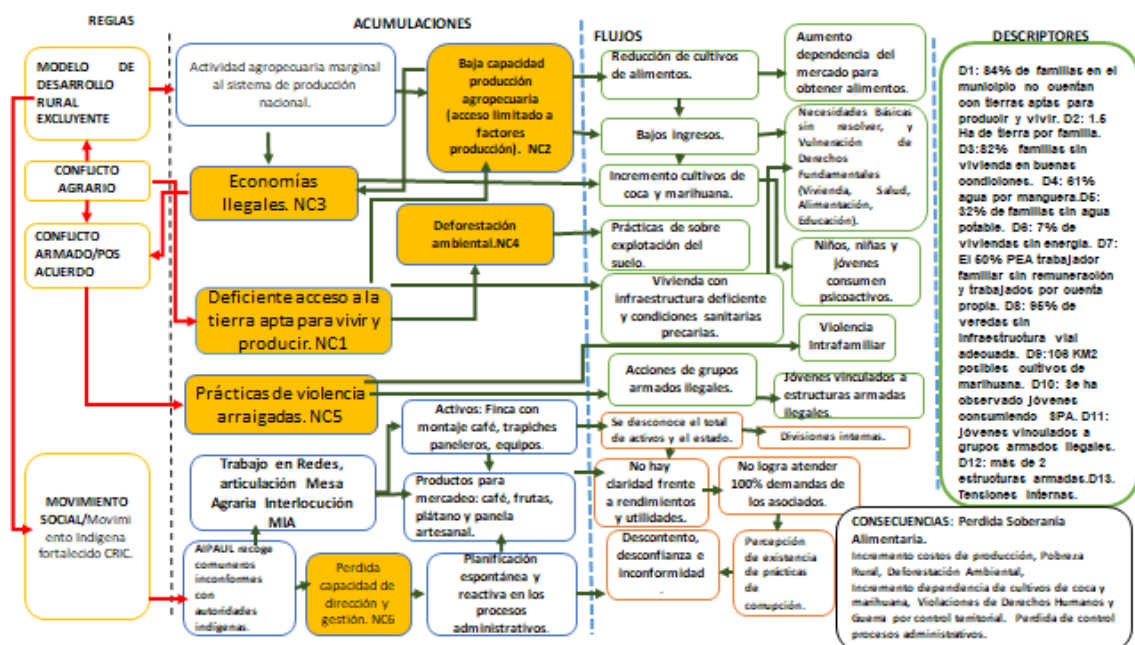 REGLAS
ACUMULACIONES
FLUJOS
DESCRIPTORES
MODELO DE
DESARROLLO
RURAL
EXCLUYENTE
CONFLICTO
AGRARIO
CONFLICTO
ARMADO/POS
ACUERDO
MOVIMIENTO
SOCIAL/Movimi
ento Indígena
fortalecido CRIC.
Actividad agropecuaria marginal
al sistema de producción
nacional.
Baja capacidad
producción
agropecuaria
(acceso limitado a
factores
producción). NC2
Economías
Ilegales. NC3
Deforestación
ambiental.NC4
Deficiente acceso a la
tierra apta para vivir y
producir. NC1
Prácticas de violencia
arraigadas. NC5
Activos: Finca con
montaje café, trapiches
paneleros, equipos.
Trabajo en Redes,
articulación Mesa
Agraria Interlocución
MIA
Productos para
mercadeo: café, frutas,
plátano y panela
artesanal.
AIPAUL recoge
comuneros
inconformes
con
autoridades
indígenas.
Perdida
capacidad de
dirección y
gestión. NC6
Planificación
espontánea y
reactiva en los procesos
administrativos.
Reducción de cultivos
de alimentos.
Aumento
dependencia del
mercado para
obtener alimentos.
Bajos ingresos.
Necesidades Básicas
sin resolver, y
Vulneración de
Derechos
Fundamentales
(Vivienda, Salud,
Alimentación,
Educación).
Incremento cultivos de
coca y marihuana.
Prácticas de sobre
explotación del
suelo.
Niños, niñas y
jóvenes
consumen
psicoactivos.
Vivienda con
infraestructura deficiente
y condiciones sanitarias
precarias.
Violencia
Intrafamiliar
Acciones de grupos
armados ilegales.
Jóvenes vinculados a
estructuras armadas
ilegales.
Se desconoce el total
de activos y el estado.
Divisiones internas.
No hay
claridad frente
a rendimientos
y utilidades.
No logra atender
100% demandas de
los asociados.
Descontento,
desconfianza e
inconformidad
.
Percepción
de existencia
de prácticas
de
corrupción.
D1: 84% de familias en el
municipio no cuentan
con tierras aptas para
producir y vivir. D2: 1.5
Ha de tierra por familia.
D3:82% familias sin
vivienda en buenas
condiciones. D4: 61%
agua por manguera.D5:
32% de familias sin agua
potable. D6: 7% de
viviendas sin energía. D7:
El 50% PEA trabajador
familiar sin remuneración
y trabajados por cuenta
propia. D8: 95% de
veredas sin
infraestructura vial
adecuada. D9:106 KM2
posibles cultivos de
marihuana. D10: Se ha
observado jóvenes
consumiendo SPA. D11:
jóvenes vinculados a
grupos armados ilegales.
D12: más de 2
estructuras armadas.D13.
Tensiones internas.
CONSECUENCIAS: Perdida Soberanía
Alimentaria.
Incremento costos de producción, Pobreza
Rural, Deforestación Ambiental,
Incremento dependencia de cultivos de coca y
marihuana, Violaciones de Derechos Humanos y
Guerra por control territorial. Perdida de control
procesos administrativos.